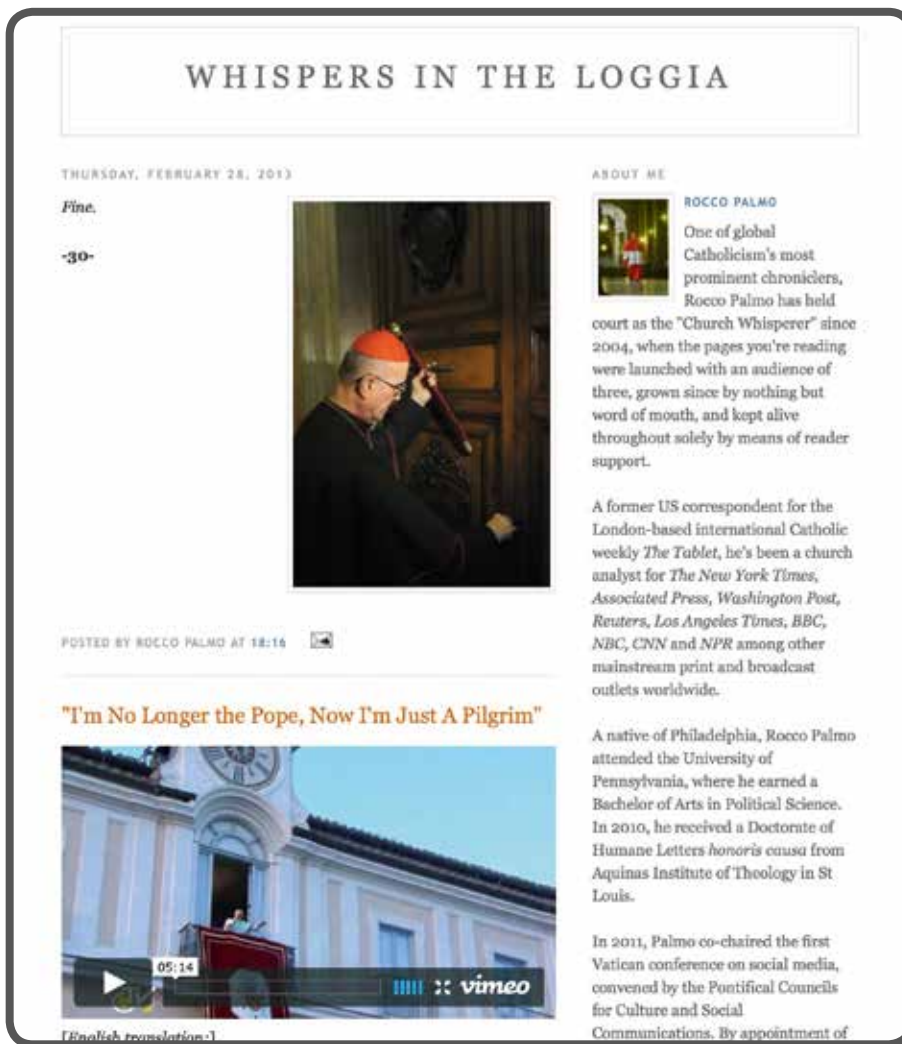 WHISPERS IN THE LOGGIA
THURSDAY, FEBRUARY 28, 2013
Fine.
-30-
POSTED BY ROCCO PALMO AT 18:16
"I'm No Longer the Pope, Now I'm Just A Pilgrim"
05:14
vimeo
[English translation:]
ABOUT ME
ROCCO PALMO
One of global
Catholicism's most
prominent chroniclers,
Rocco Palmo has held
court as the "Church Whisperer" since
2004, when the pages you're reading
were launched with an audience of
three, grown since by nothing but
word of mouth, and kept alive
throughout solely by means of reader
support.
A former US correspondent for the
London-based international Catholic
weekly The Tablet, he's been a church
analyst for The New York Times,
Associated Press, Washington Post,
Reuters, Los Angeles Times, BBC,
NBC, CNN and NPR among other
mainstream print and broadcast
outlets worldwide.
A native of Philadelphia, Rocco Palmo
attended the University of
Pennsylvania, where he earned a
Bachelor of Arts in Political Science.
In 2010, he received a Doctorate of
Humane Letters honoris causa from
Aquinas Institute of Theology in St
Louis.
In 2011, Palmo co-chaired the first
Vatican conference on social media,
convened by the Pontifical Councils
for Culture and Social
Communications. By appointment of